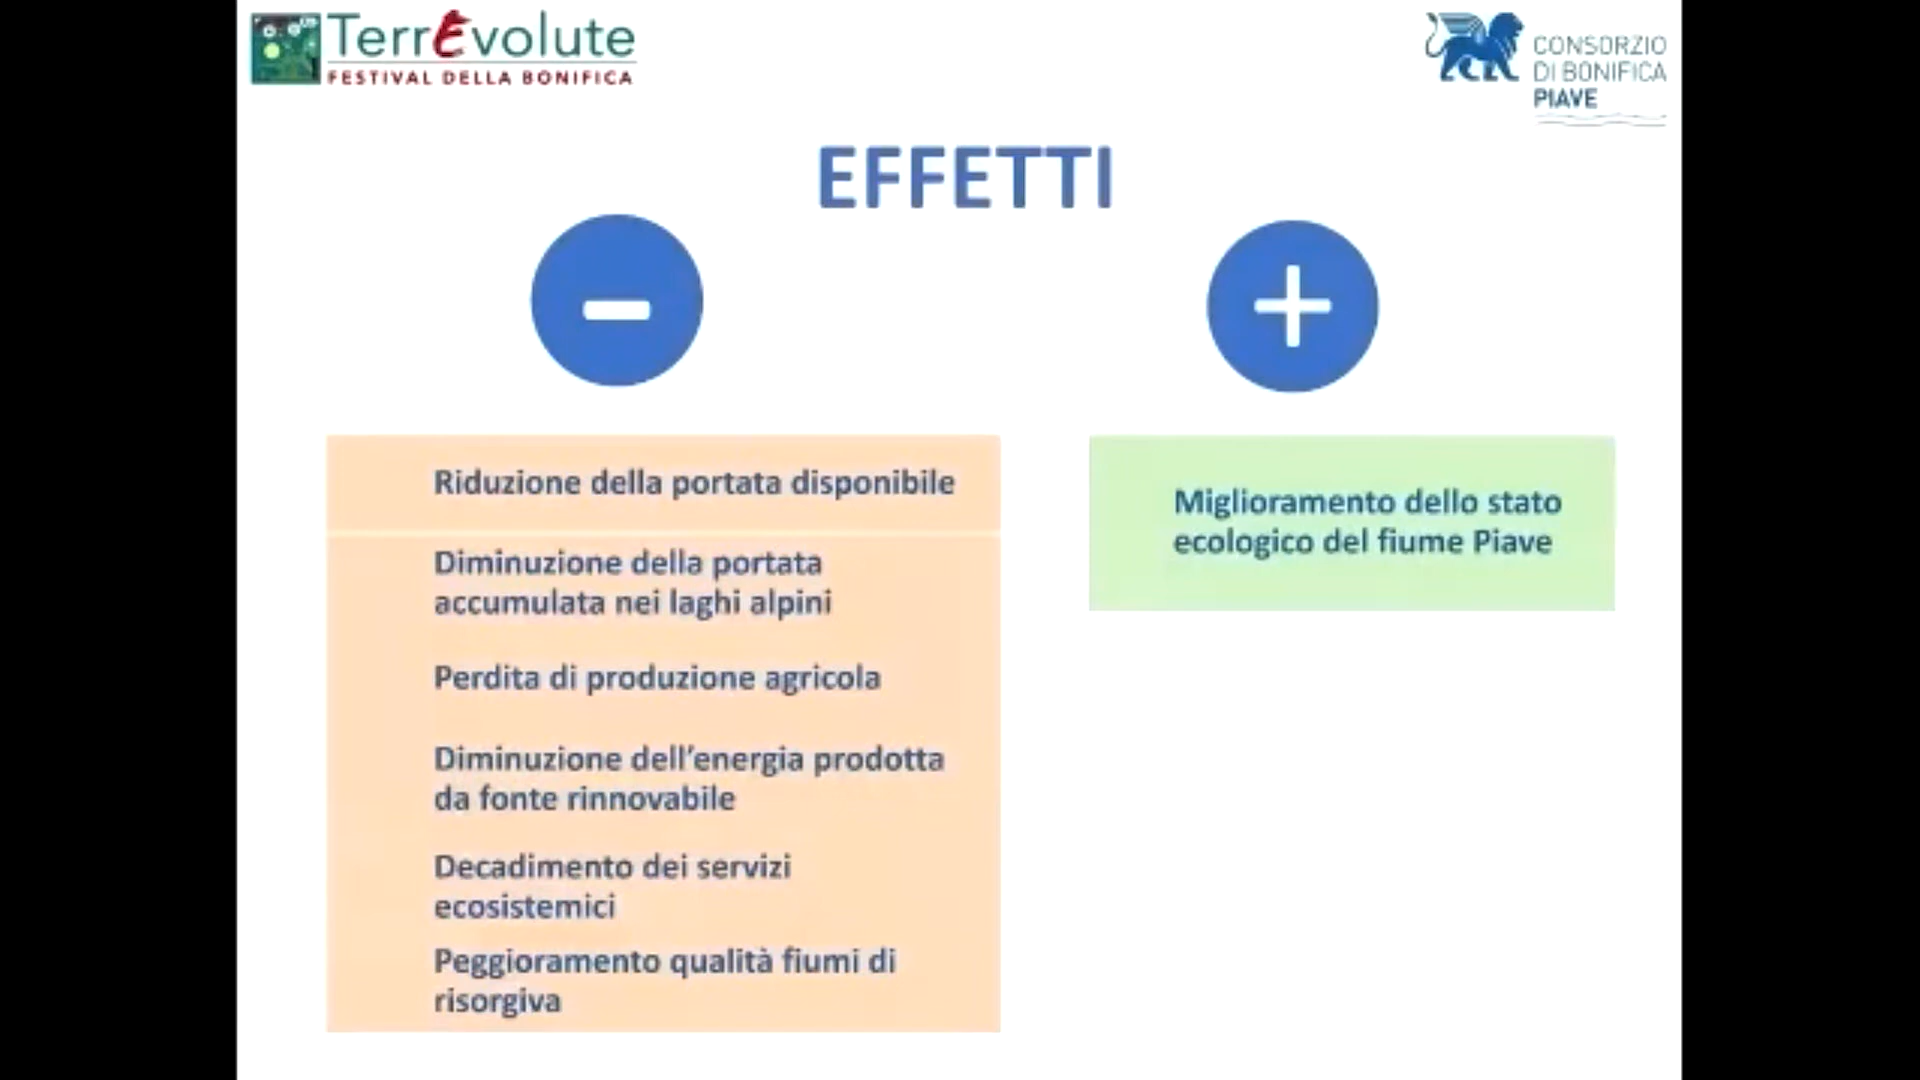 TerrEvolute
FESTIVAL DELLA BONIFICA
CONSORZIO
DI BONIFICA
PIAVE
EFFETTI
Riduzione della portata disponibile
Diminuzione della portata
accumulata nei laghi alpini
Perdita di produzione agricola
Diminuzione dell'energia prodotta
da fonte rinnovabile
Decadimento dei servizi
ecosistemici
Peggioramento qualità fiumi di
risorgiva
Miglioramento dello stato
ecologico del fiume Piave